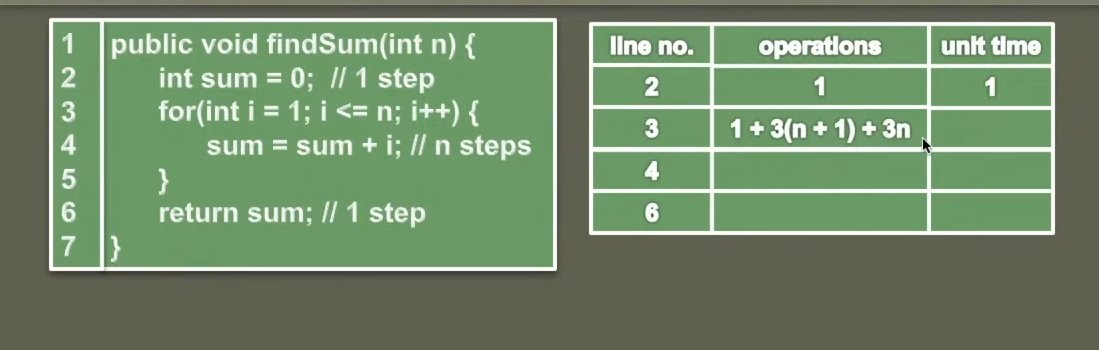 1 public void findSum(int n) {
2 int sum = 0; // 1 step
3 for(int i = 1; i <= n; i++) {
4 sum = sum + i; // n steps
5 }
6 return sum; // 1 step
7 }
line no. operations unit time
2 1 1
3 1 + 3(n + 1) + 3n
4
6